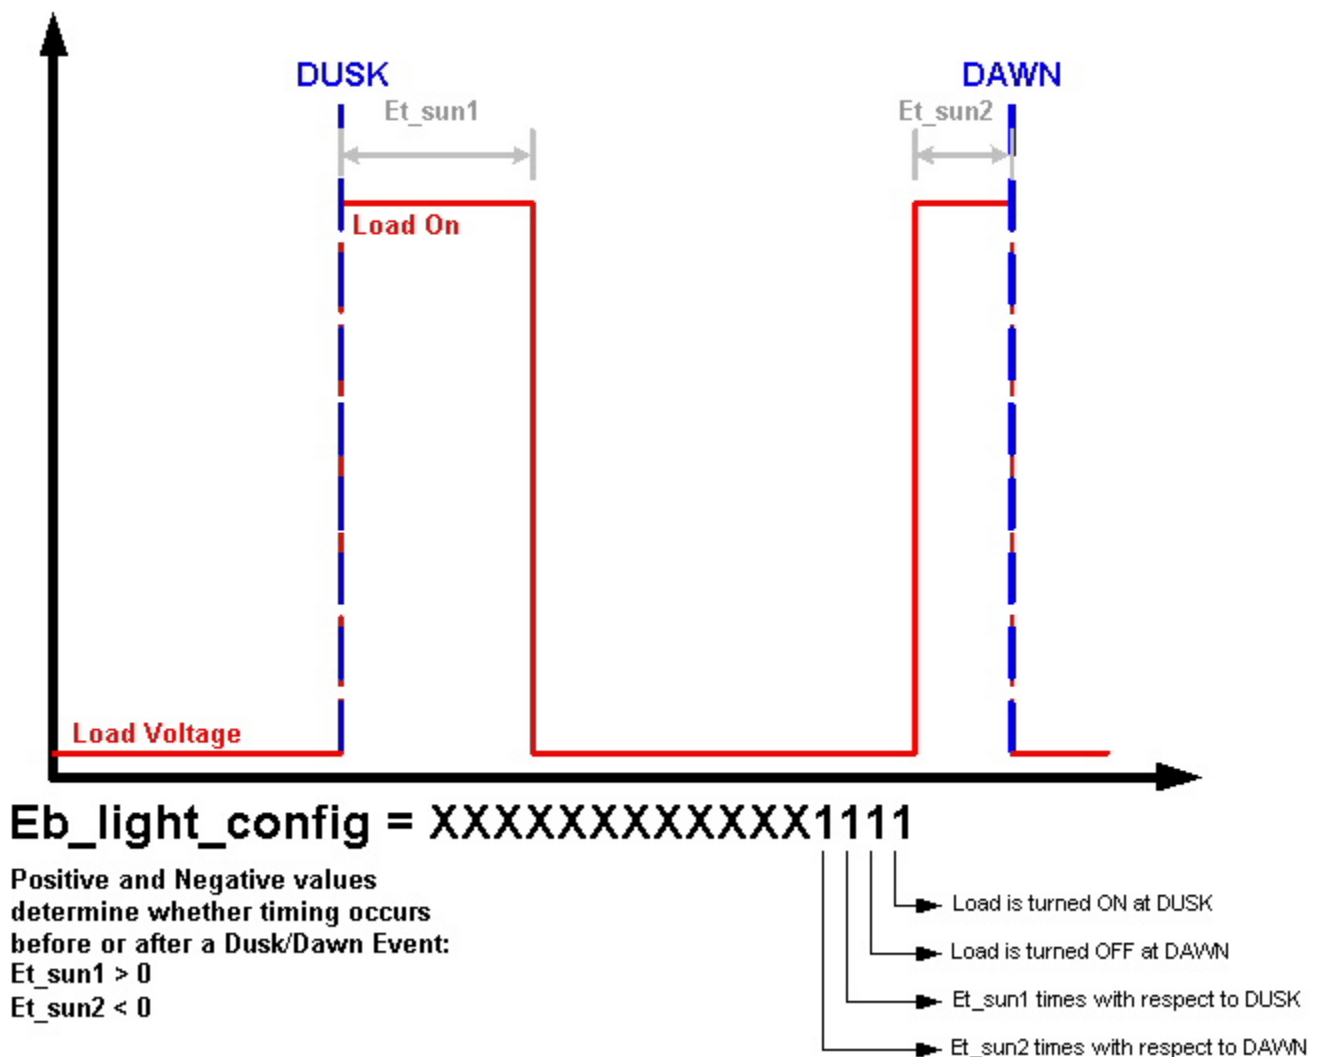 DUSK
DAWN
Et_sun1
Et_sun2
Load On
Load Voltage
Eb_light_config = XXXXXXXXXXXX1111
Positive and Negative values
determine whether timing occurs
before or after a Dusk/Dawn Event:
Et_sun1 > 0
Et_sun2 < 0
Load is turned ON at DUSK
Load is turned OFF at DAWN
Et_sun1 times with respect to DUSK
Et_sun2 times with respect to DAWN